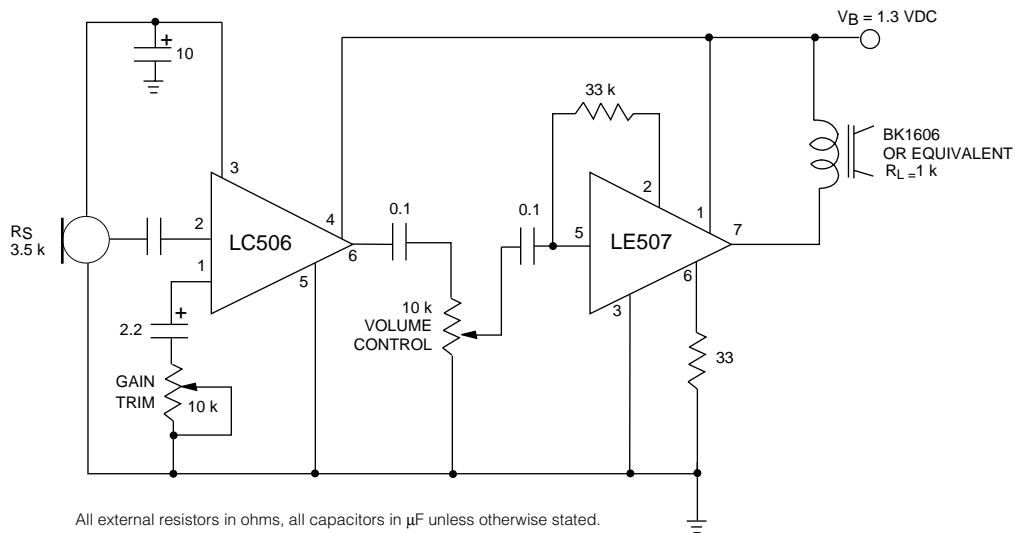 VB = 1.3 VDC
+
10
33 k
BK1606
OR EQUIVALENT
RL =1 k
3
2
RS
3.5 k
2
LC506
4
6
0.1
0.1
5
LE507
1
7
1
5
6
3
+
2.2
10 k
VOLUME
CONTROL
33
GAIN
TRIM
10 k
All external resistors in ohms, all capacitors in µF unless otherwise stated.